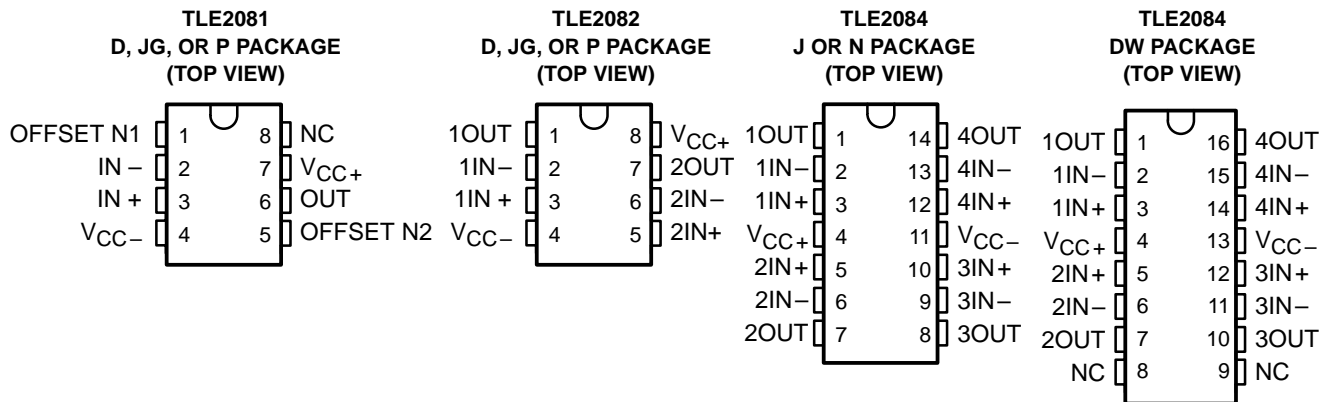 TLE2081
D, JG, OR P PACKAGE
(TOP VIEW)
OFFSET N1 1 8 NC
IN − 2 7 VCC+
IN + 3 6 OUT
VCC− 4 5 OFFSET N2
TLE2082
D, JG, OR P PACKAGE
(TOP VIEW)
1OUT 1 8 VCC+
1IN− 2 7 2OUT
1IN + 3 6 2IN−
VCC− 4 5 2IN+
TLE2084
J OR N PACKAGE
(TOP VIEW)
1OUT 1 14 4OUT
1IN− 2 13 4IN−
1IN+ 3 12 4IN+
VCC+ 4 11 VCC−
2IN+ 5 10 3IN+
2IN− 6 9 3IN−
2OUT 7 8 3OUT
TLE2084
DW PACKAGE
(TOP VIEW)
1OUT 1 16 4OUT
1IN− 2 15 4IN−
1IN+ 3 14 4IN+
VCC+ 4 13 VCC−
2IN+ 5 12 3IN+
2IN− 6 11 3IN−
2OUT 7 10 3OUT
NC 8 9 NC